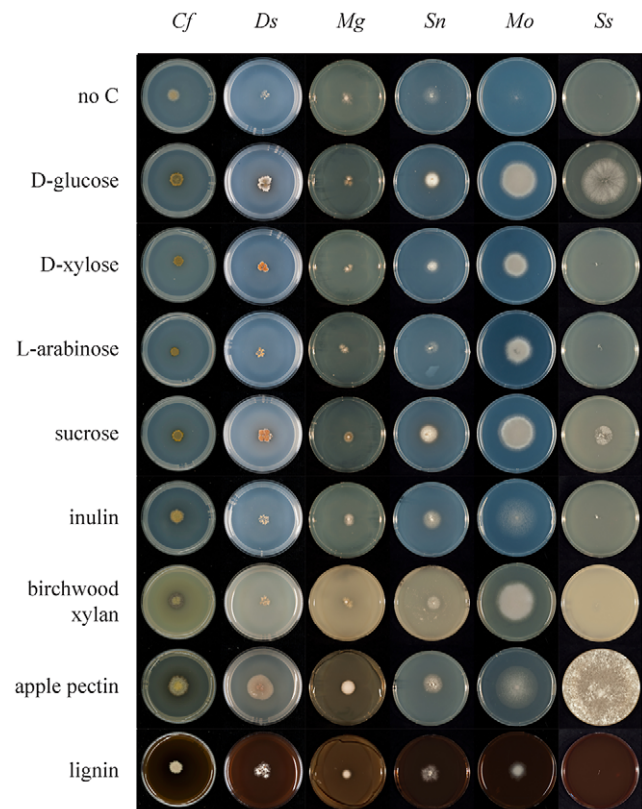 Cf Ds Mg Sn Mo Ss
no C
D-glucose
D-xylose
L-arabinose
sucrose
inulin
birchwood
xylan
apple pectin
lignin